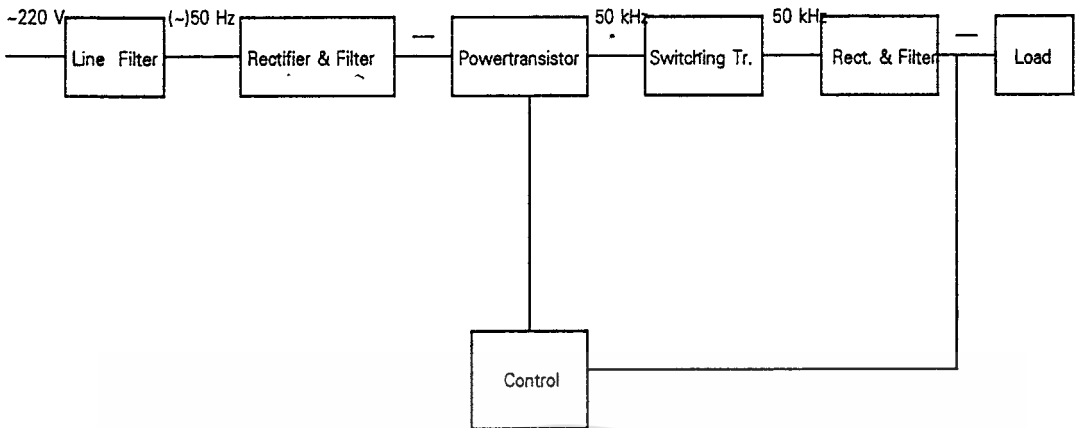 ~220 V
(~)50 Hz
50 kHz
50 kHz
Line Filter
Rectifier & Filter
Powertransistor
Switching Tr.
Rect. & Filter
Load
Control